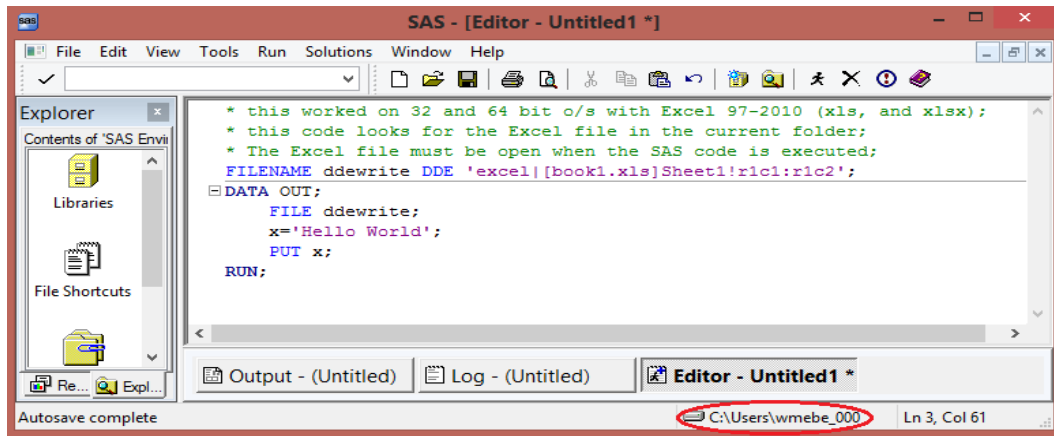 sas
SAS - [Editor - Untitled1 *]
File Edit View Tools Run Solutions Window Help
Explorer
Contents of 'SAS Envir
Libraries
File Shortcuts
Re... Expl...
* this worked on 32 and 64 bit o/s with Excel 97-2010 (xls, and xlsx);
* this code looks for the Excel file in the current folder;
* The Excel file must be open when the SAS code is executed;
FILENAME ddewrite DDE 'excel|[book1.xls]Sheet1!r1c1:r1c2';
DATA OUT;
FILE ddewrite;
x='Hello World';
PUT x;
RUN;
Output - (Untitled) Log - (Untitled) Editor - Untitled1 *
Autosave complete C:\Users\wmebe_000 Ln 3, Col 61